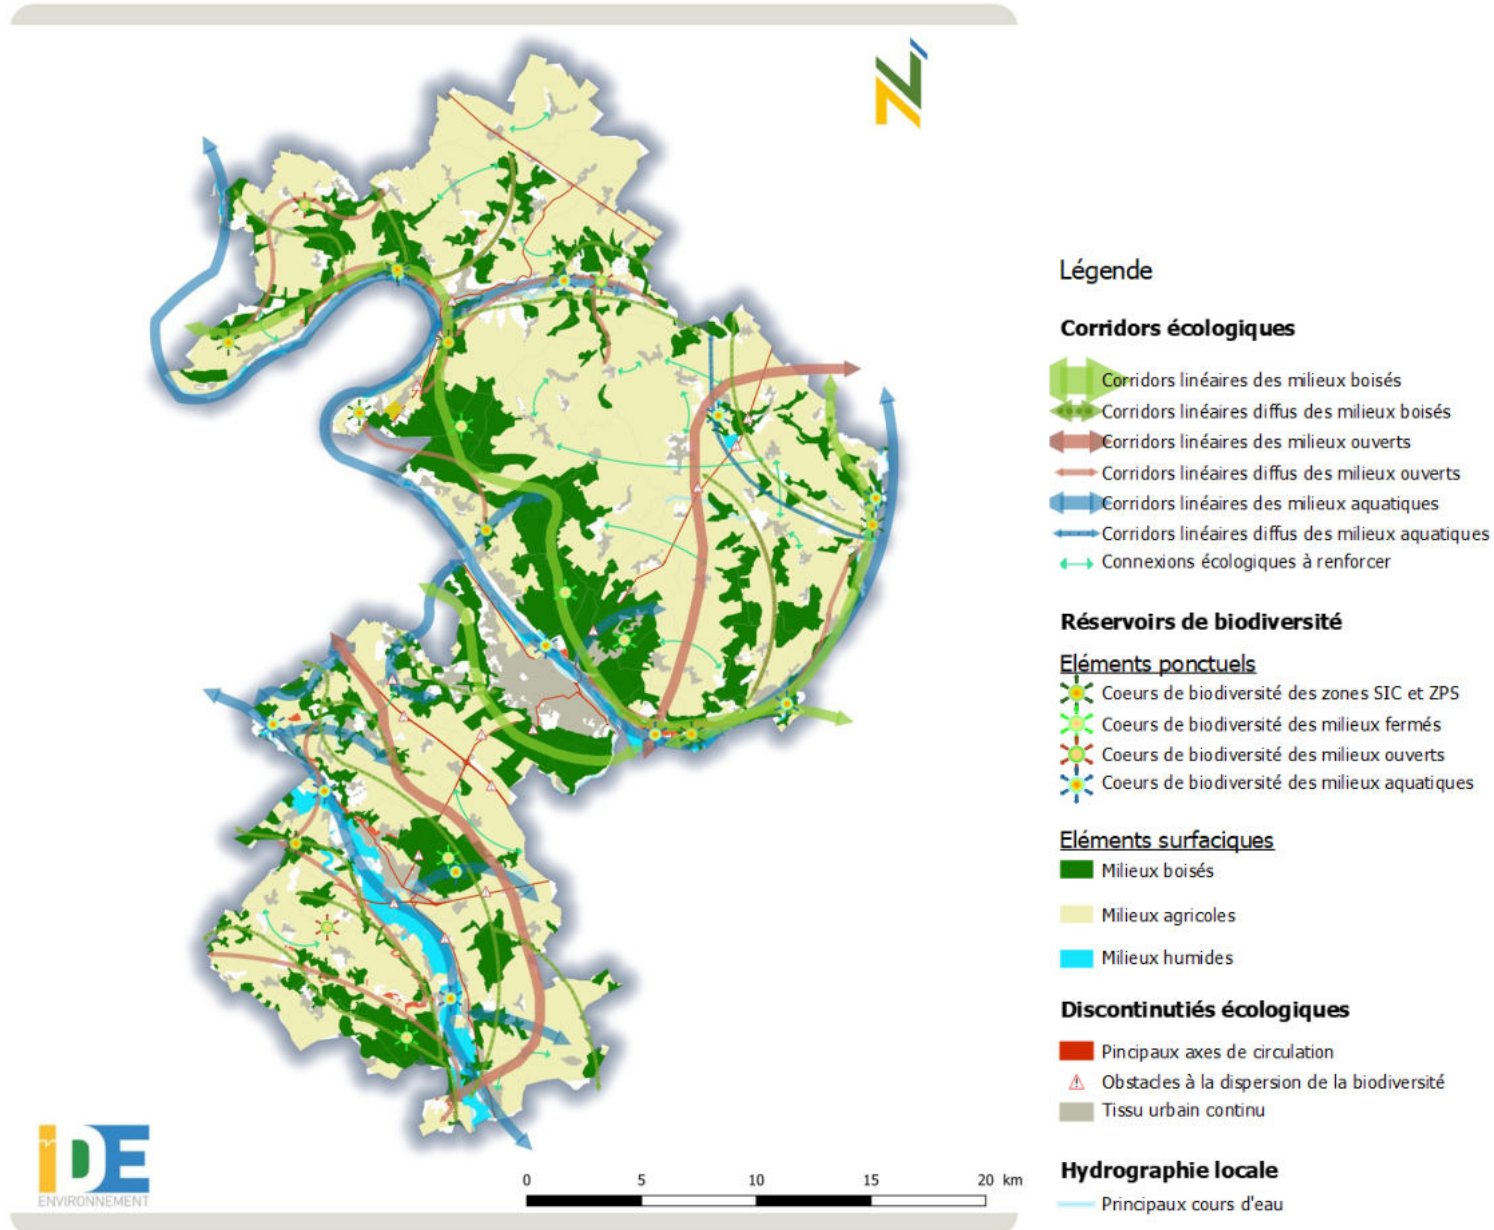 Légende
Corridors écologiques
Corridors linéaires des milieux boisés
Corridors linéaires diffus des milieux boisés
Corridors linéaires des milieux ouverts
Corridors linéaires diffus des milieux ouverts
Corridors linéaires des milieux aquatiques
Corridors linéaires diffus des milieux aquatiques
Connexions écologiques à renforcer
Réservoirs de biodiversité
Eléments ponctuels
Coeurs de biodiversité des zones SIC et ZPS
Coeurs de biodiversité des milieux fermés
Coeurs de biodiversité des milieux ouverts
Coeurs de biodiversité des milieux aquatiques
Eléments surfaciques
Milieux boisés
Milieux agricoles
Milieux humides
Discontinutiés écologiques
Pincipaux axes de circulation
Obstacles à la dispersion de la biodiversité
Tissu urbain continu
Hydrographie locale
Principaux cours d'eau
iDE
ENVIRONNEMENT
0 5 10 15 20 km